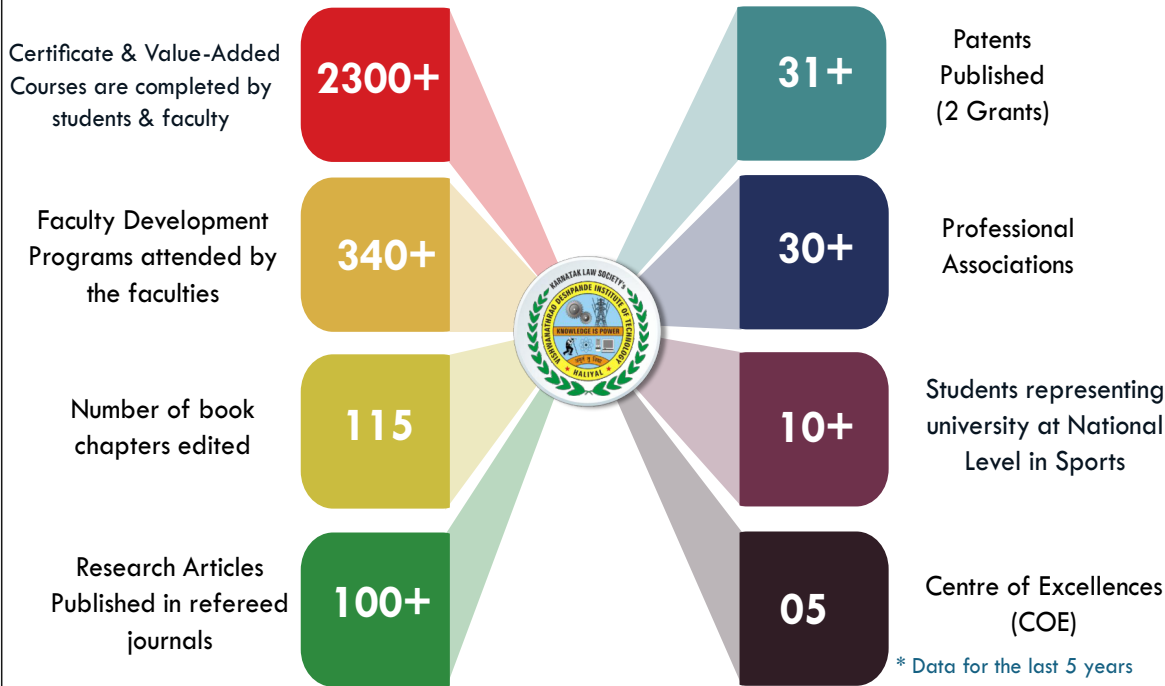 Certificate & Value-Added
Courses are completed by
students & faculty
2300+
Faculty Development
Programs attended by
the faculties
340+
Number of book
chapters edited
115
Research Articles
Published in refereed
journals
100+
KARNATAK LAW SOCIETY's
VISHWANATHRAO DESHPANDE INSTITUTE OF TECHNOLOGY
KNOWLEDGE IS POWER
HALIYAL
31+
Patents
Published
(2 Grants)
30+
Professional
Associations
10+
Students representing
university at National
Level in Sports
05
Centre of Excellences
(COE)
* Data for the last 5 years